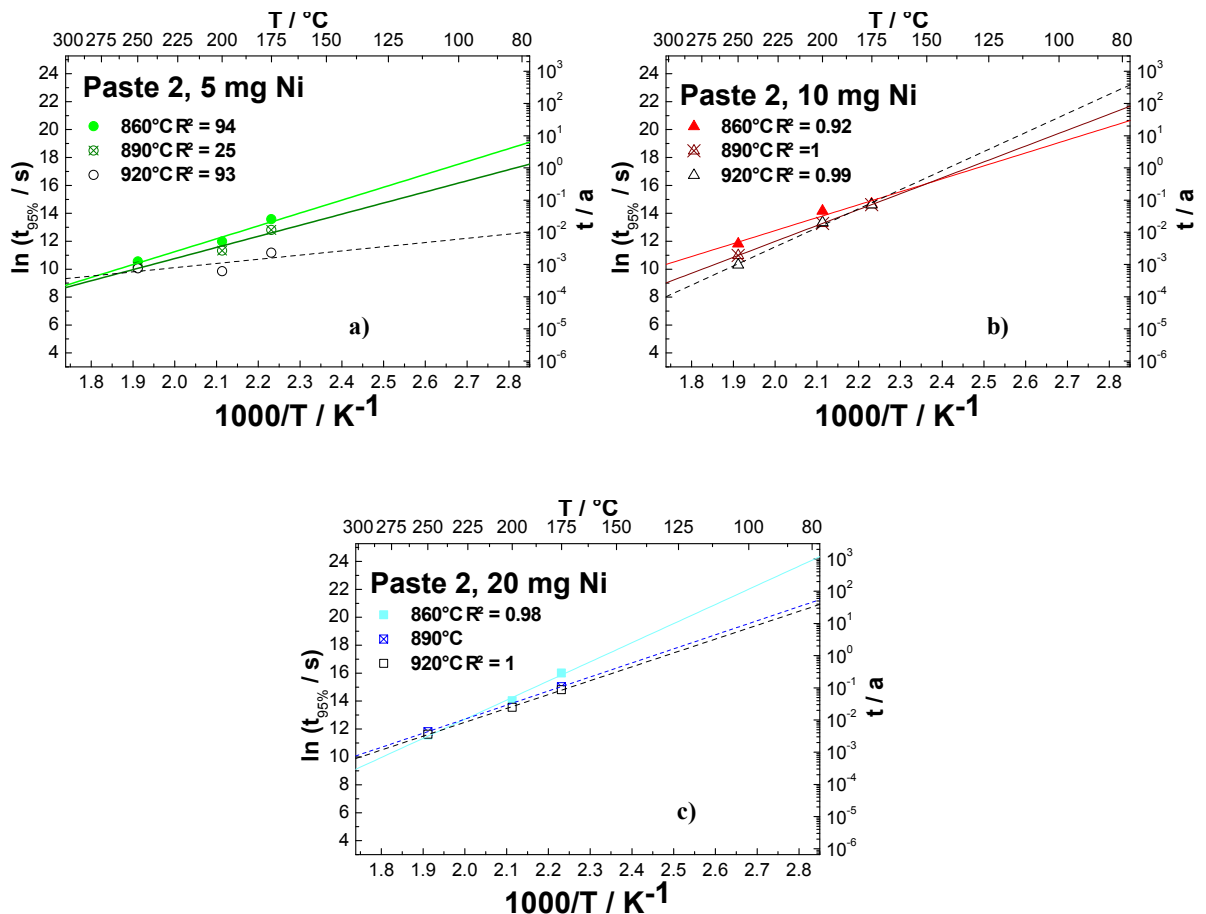 T / °C
300 275 250 225 200 175 150 125 100 80
24
22
20
18
16
14
12
10
8
6
4
ln (t95% / s)
Paste 2, 5 mg Ni
860°C R² = 94
890°C R² = 25
920°C R² = 93
a)
10³
10²
10¹
10⁰
10⁻¹
10⁻²
10⁻³
10⁻⁴
10⁻⁵
10⁻⁶
t / a
1.8 1.9 2.0 2.1 2.2 2.3 2.4 2.5 2.6 2.7 2.8
1000/T / K⁻¹
T / °C
300 275 250 225 200 175 150 125 100 80
24
22
20
18
16
14
12
10
8
6
4
ln (t95% / s)
Paste 2, 10 mg Ni
860°C R² = 0.92
890°C R² =1
920°C R² = 0.99
b)
10³
10²
10¹
10⁰
10⁻¹
10⁻²
10⁻³
10⁻⁴
10⁻⁵
10⁻⁶
t / a
1.8 1.9 2.0 2.1 2.2 2.3 2.4 2.5 2.6 2.7 2.8
1000/T / K⁻¹
T / °C
300 275 250 225 200 175 150 125 100 80
24
22
20
18
16
14
12
10
8
6
4
ln (t95% / s)
Paste 2, 20 mg Ni
860°C R² = 0.98
890°C
920°C R² = 1
c)
10³
10²
10¹
10⁰
10⁻¹
10⁻²
10⁻³
10⁻⁴
10⁻⁵
10⁻⁶
t / a
1.8 1.9 2.0 2.1 2.2 2.3 2.4 2.5 2.6 2.7 2.8
1000/T / K⁻¹